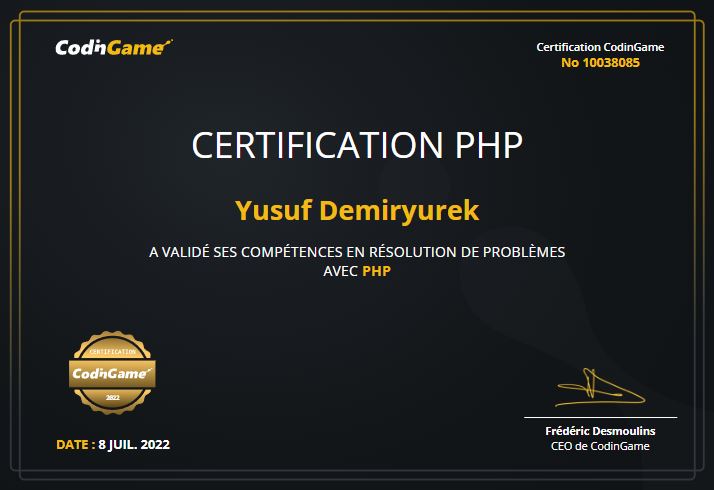 CodinGame
Certification CodinGame
No 10038085
CERTIFICATION PHP
Yusuf Demiryurek
A VALIDÉ SES COMPÉTENCES EN RÉSOLUTION DE PROBLÈMES
AVEC PHP
CERTIFICATION
CodinGame
2022
DATE : 8 JUIL. 2022
Frédéric Desmoulins
CEO de CodinGame